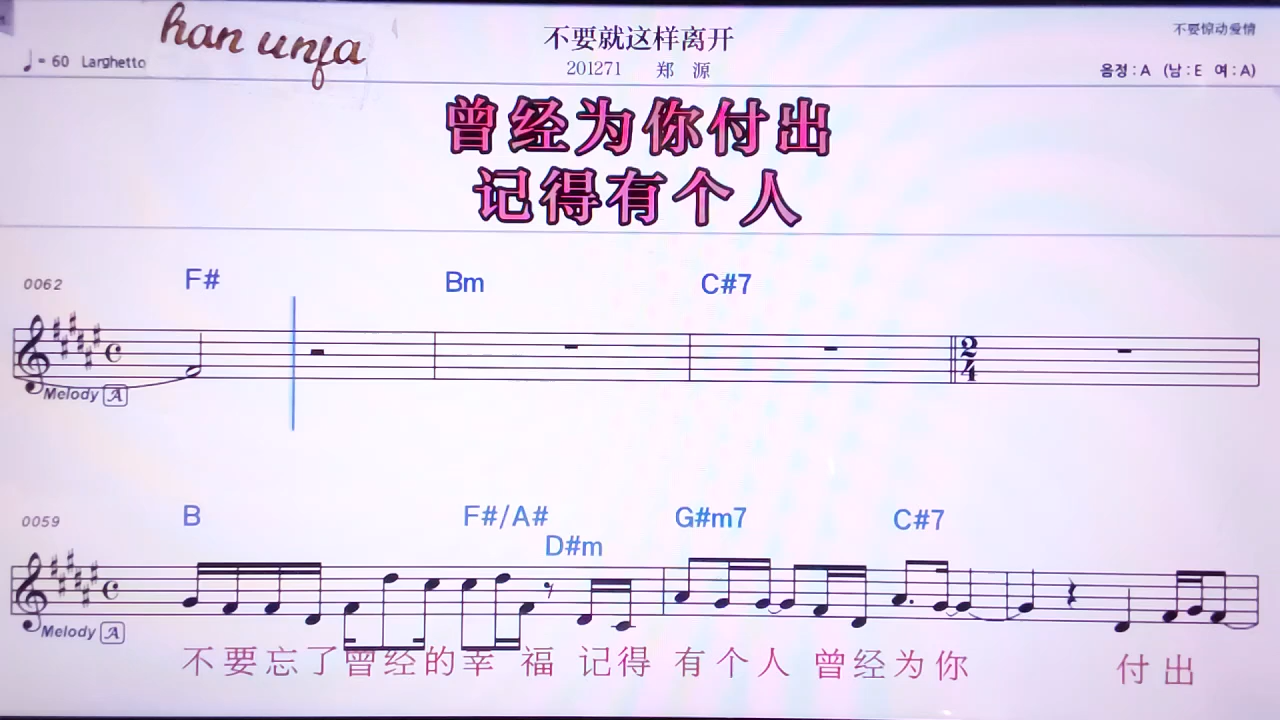 han unfa
不要就这样离开
不要惊动爱情
♩= 60 Larghetto
201271 郑 源
음정 : A (남 : E 여 : A)
曾经为你付出
记得有个人
0062
F# Bm C#7
2
4
Melody A
0059
B F#/A# G#m7 C#7
D#m
Melody A
不要忘了曾经的幸 福 记得 有个人 曾经为你 付出